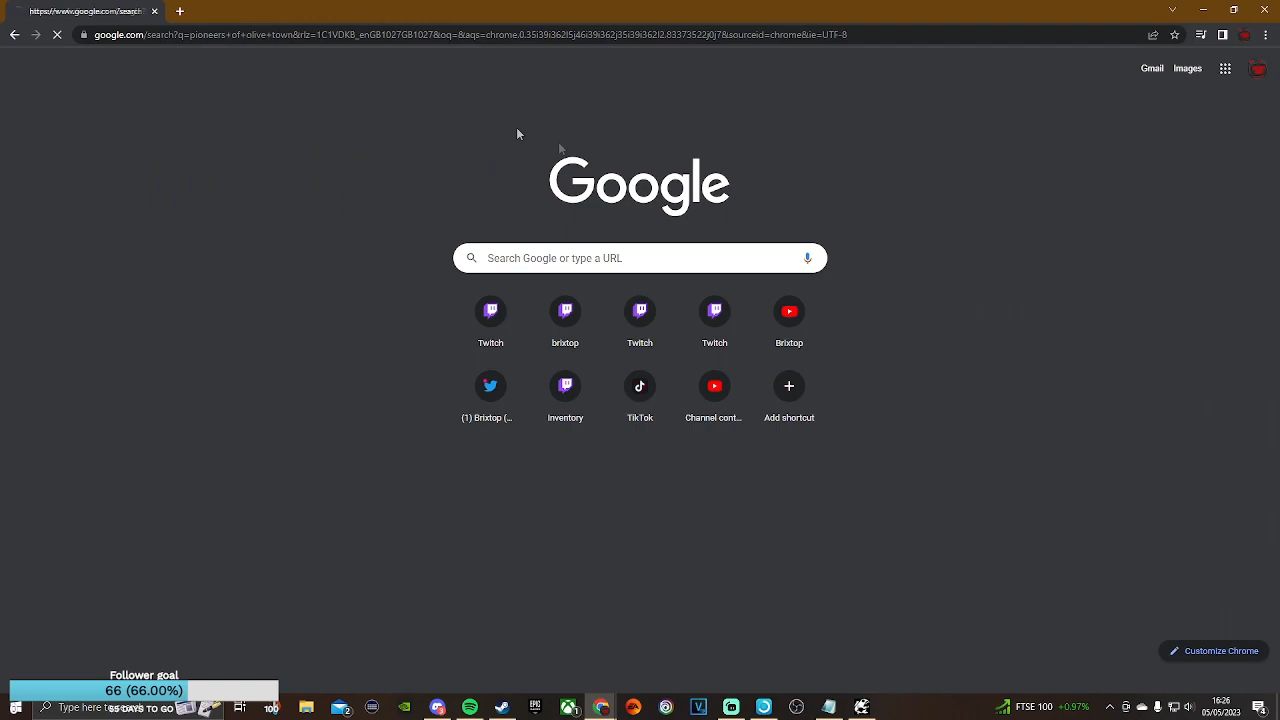 https://www.google.com/search?
google.com/search?q=pioneers+of+olive+town&rlz=1C1VDKB_enGB1027GB1027&oq=&aqs=chrome.0.35i39i362l5j46i39i362j35i39i362l2.83373522j0j7&sourceid=chrome&ie=UTF-8
Gmail Images
Google
Search Google or type a URL
Twitch brixtop Twitch Twitch Brixtop
(1) Brixtop (... Inventory TikTok Channel cont... Add shortcut
Customize Chrome
Follower goal
66 (66.00%)
Type here to
DAYS TO GO
100
FTSE 100 +0.97%
16:26
05/05/2023